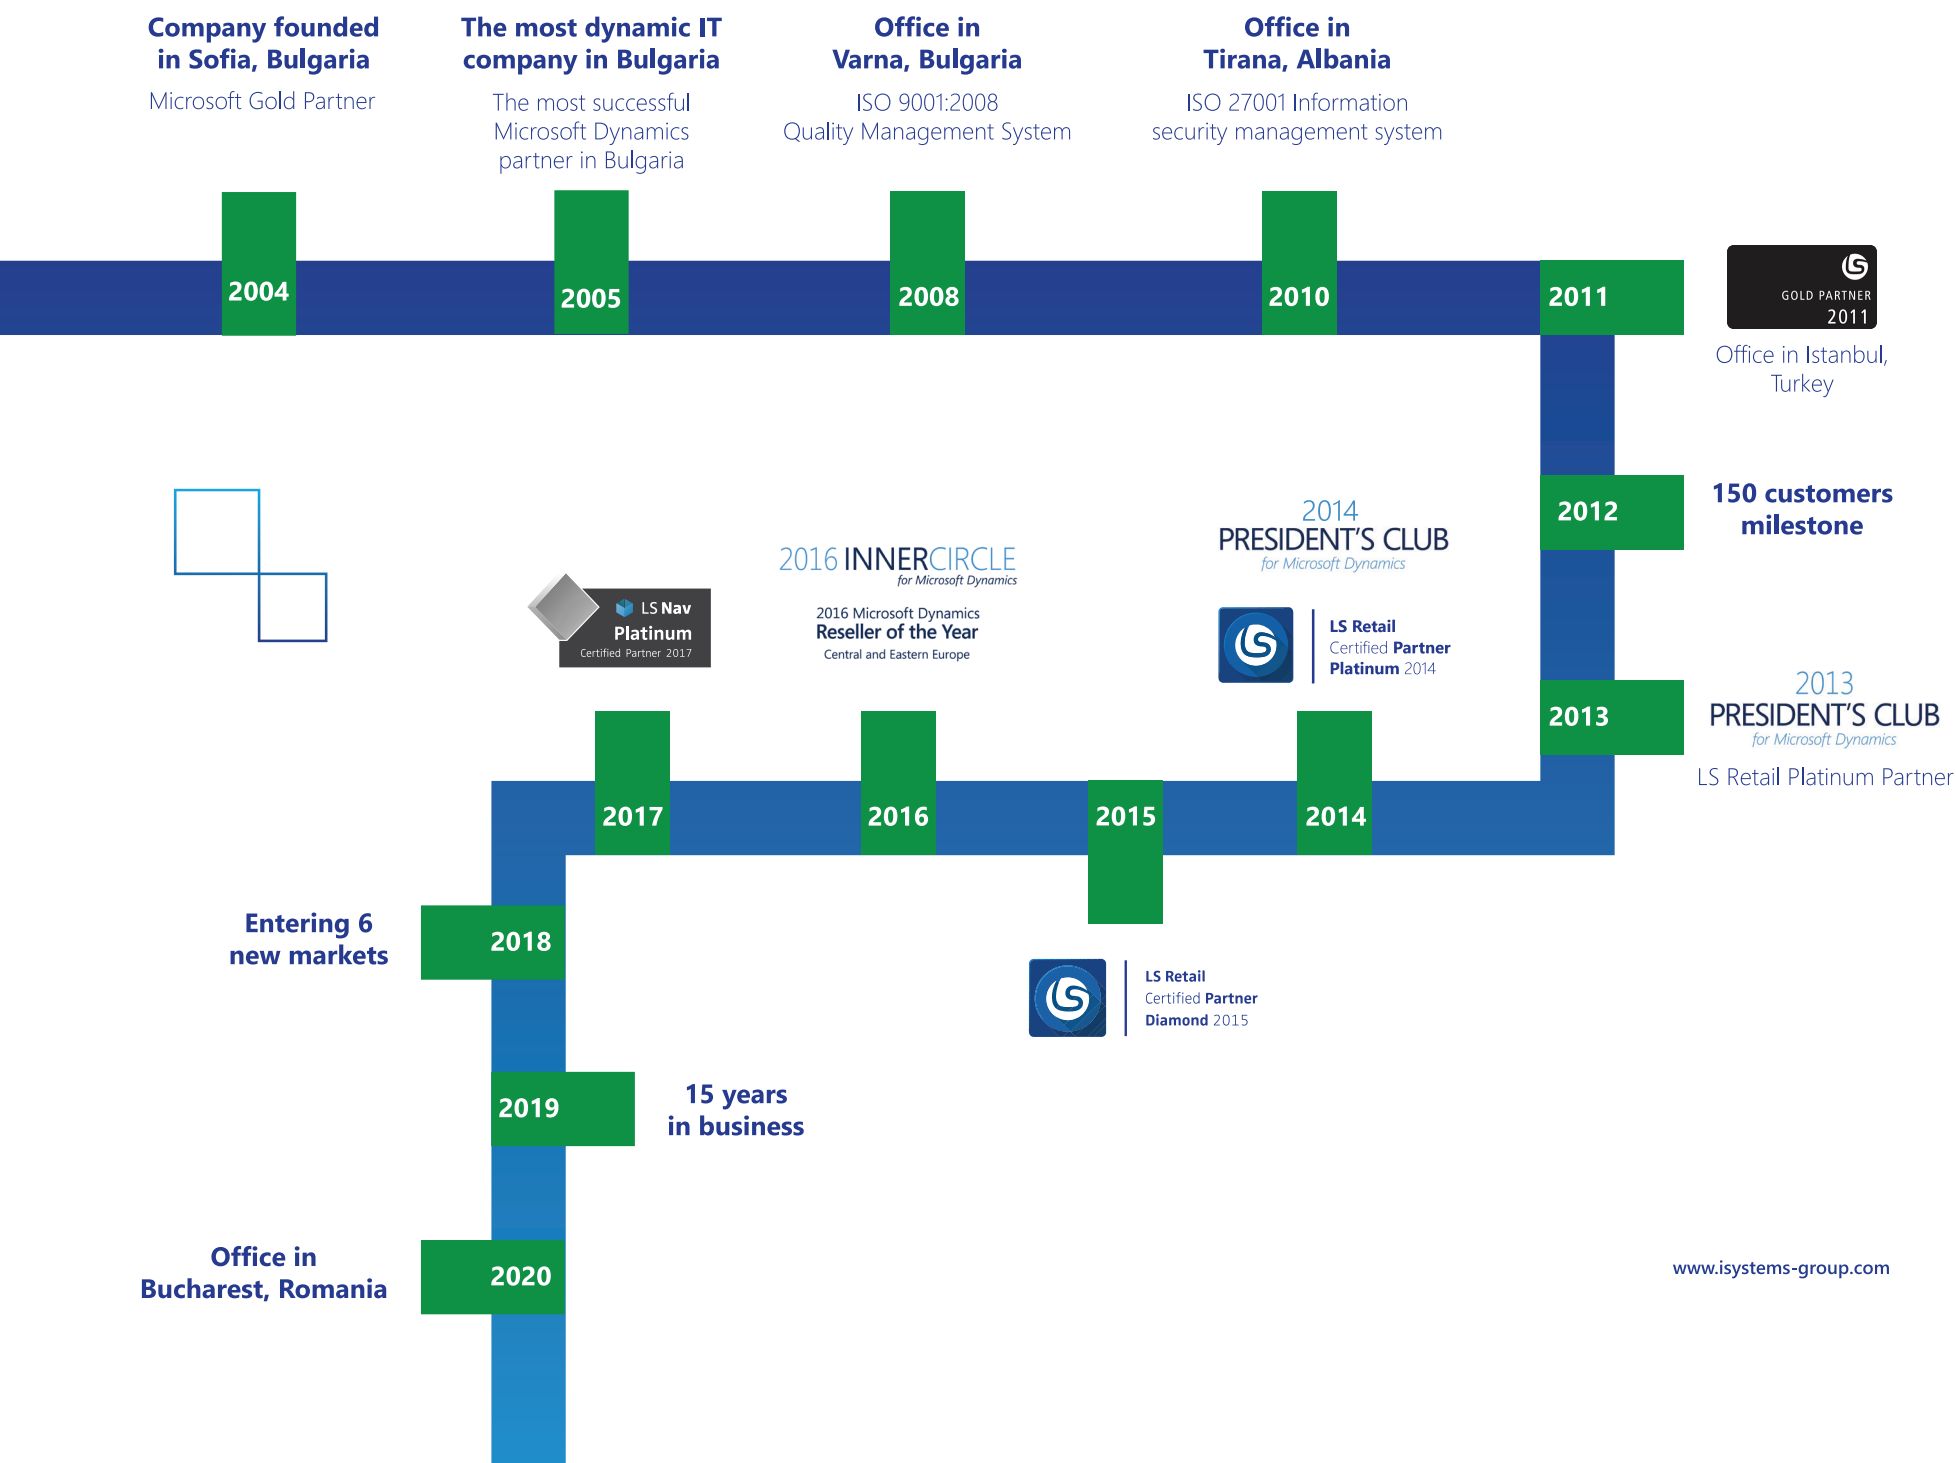 Company founded
in Sofia, Bulgaria
Microsoft Gold Partner
The most dynamic IT
company in Bulgaria
The most successful
Microsoft Dynamics
partner in Bulgaria
Office in
Varna, Bulgaria
ISO 9001:2008
Quality Management System
Office in
Tirana, Albania
ISO 27001 Information
security management system
2004
2005
2008
2010
2011
LS
GOLD PARTNER
2011
Office in Istanbul,
Turkey
2012
150 customers
milestone
2013
2013
PRESIDENT'S CLUB
for Microsoft Dynamics
LS Retail Platinum Partner
2014
PRESIDENT'S CLUB
for Microsoft Dynamics
LS
LS Retail
Certified Partner
Platinum 2014
2014
2015
LS
LS Retail
Certified Partner
Diamond 2015
2016 INNERCIRCLE
for Microsoft Dynamics
2016 Microsoft Dynamics
Reseller of the Year
Central and Eastern Europe
2016
LS Nav
Platinum
Certified Partner 2017
2017
Entering 6
new markets
2018
2019
15 years
in business
Office in
Bucharest, Romania
2020
www.isystems-group.com